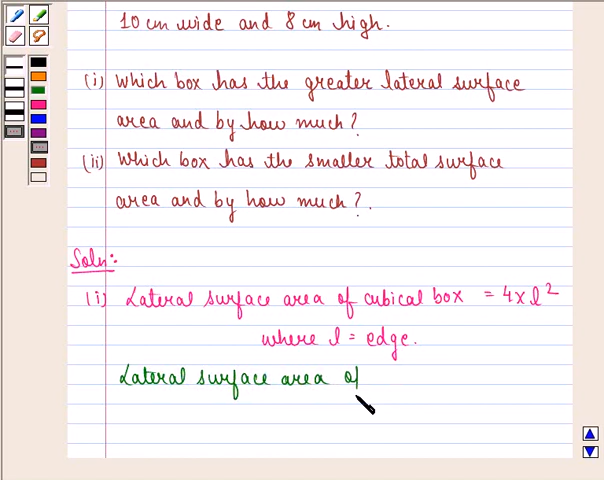 10 cm wide and 8 cm high.
(i) Which box has the greater lateral surface
area and by how much?
(ii) Which box has the smaller total surface
area and by how much?.
Soln:
(i) Lateral surface area of cubical box = 4xl²
where l = edge.
Lateral surface area of